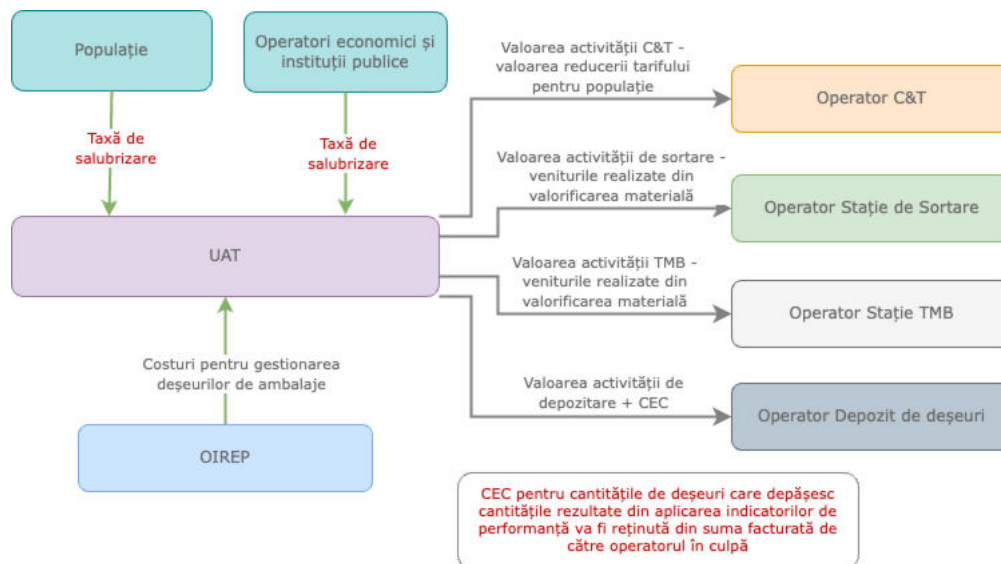 Populație
Operatori economici și
instituții publice
Valoarea activității C&T -
valoarea reducerii tarifului
pentru populație
Operator C&T
Taxă de
salubrizare
Taxă de
salubrizare
Valoarea activității de sortare -
veniturile realizate din
valorificarea materială
Operator Stație de Sortare
UAT
Valoarea activității TMB -
veniturile realizate din
valorificarea materială
Operator Stație TMB
Costuri pentru gestionarea
deșeurilor de ambalaje
Valoarea activității de
depozitare + CEC
Operator Depozit de deșeuri
OIREP
CEC pentru cantitățile de deșeuri care depășesc
cantitățile rezultate din aplicarea indicatorilor de
performanță va fi reținută din suma facturată de
către operatorul în culpă